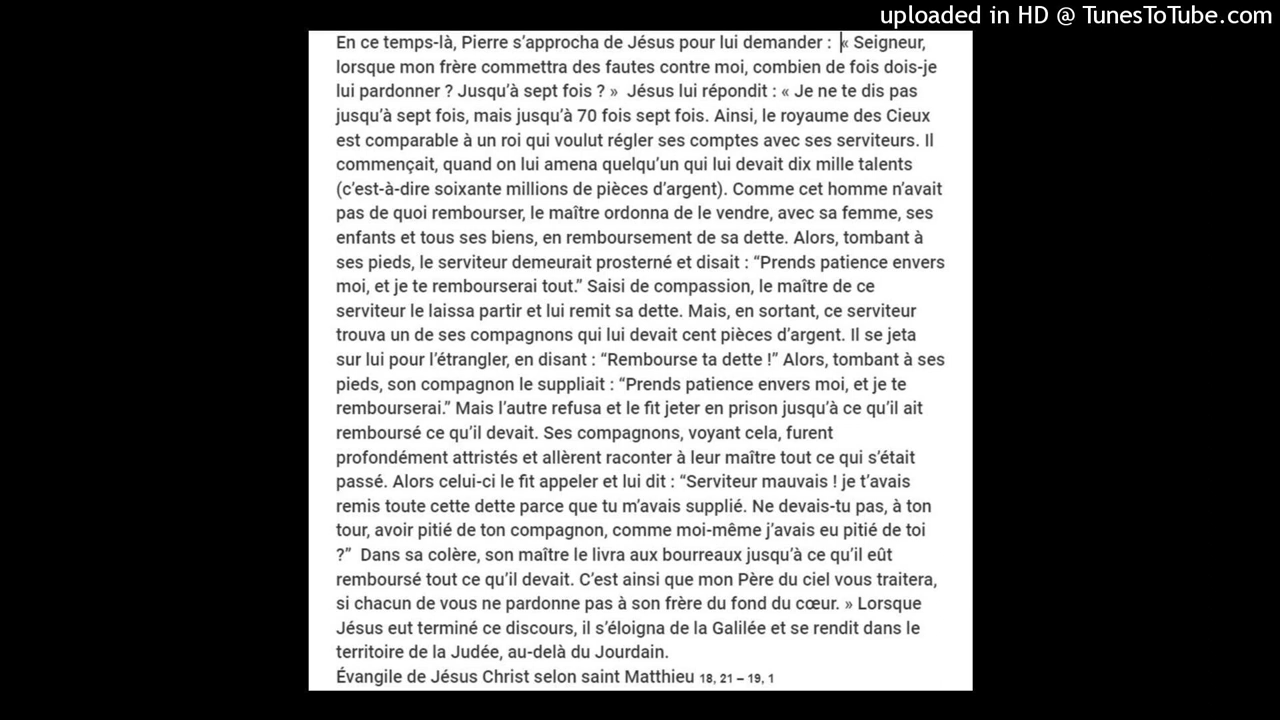 uploaded in HD @ TunesToTube.com
En ce temps-là, Pierre s’approcha de Jésus pour lui demander : « Seigneur,
lorsque mon frère commettra des fautes contre moi, combien de fois dois-je
lui pardonner ? Jusqu’à sept fois ? »  Jésus lui répondit : « Je ne te dis pas
jusqu’à sept fois, mais jusqu’à 70 fois sept fois. Ainsi, le royaume des Cieux
est comparable à un roi qui voulut régler ses comptes avec ses serviteurs. Il
commençait, quand on lui amena quelqu’un qui lui devait dix mille talents
(c’est-à-dire soixante millions de pièces d’argent). Comme cet homme n’avait
pas de quoi rembourser, le maître ordonna de le vendre, avec sa femme, ses
enfants et tous ses biens, en remboursement de sa dette. Alors, tombant à
ses pieds, le serviteur demeurait prosterné et disait : “Prends patience envers
moi, et je te rembourserai tout.” Saisi de compassion, le maître de ce
serviteur le laissa partir et lui remit sa dette. Mais, en sortant, ce serviteur
trouva un de ses compagnons qui lui devait cent pièces d’argent. Il se jeta
sur lui pour l’étrangler, en disant : “Rembourse ta dette !” Alors, tombant à ses
pieds, son compagnon le suppliait : “Prends patience envers moi, et je te
rembourserai.” Mais l’autre refusa et le fit jeter en prison jusqu’à ce qu’il ait
remboursé ce qu’il devait. Ses compagnons, voyant cela, furent
profondément attristés et allèrent raconter à leur maître tout ce qui s’était
passé. Alors celui-ci le fit appeler et lui dit : “Serviteur mauvais ! je t’avais
remis toute cette dette parce que tu m’avais supplié. Ne devais-tu pas, à ton
tour, avoir pitié de ton compagnon, comme moi-même j’avais eu pitié de toi
?”  Dans sa colère, son maître le livra aux bourreaux jusqu’à ce qu’il eût
remboursé tout ce qu’il devait. C’est ainsi que mon Père du ciel vous traitera,
si chacun de vous ne pardonne pas à son frère du fond du cœur. » Lorsque
Jésus eut terminé ce discours, il s’éloigna de la Galilée et se rendit dans le
territoire de la Judée, au-delà du Jourdain.
Évangile de Jésus Christ selon saint Matthieu 18, 21 – 19, 1